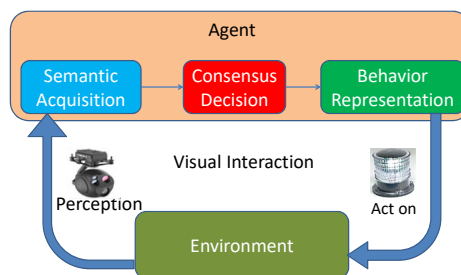 Agent
Semantic
Acquisition
Consensus
Decision
Behavior
Representation
Visual Interaction
Perception
Act on
Environment